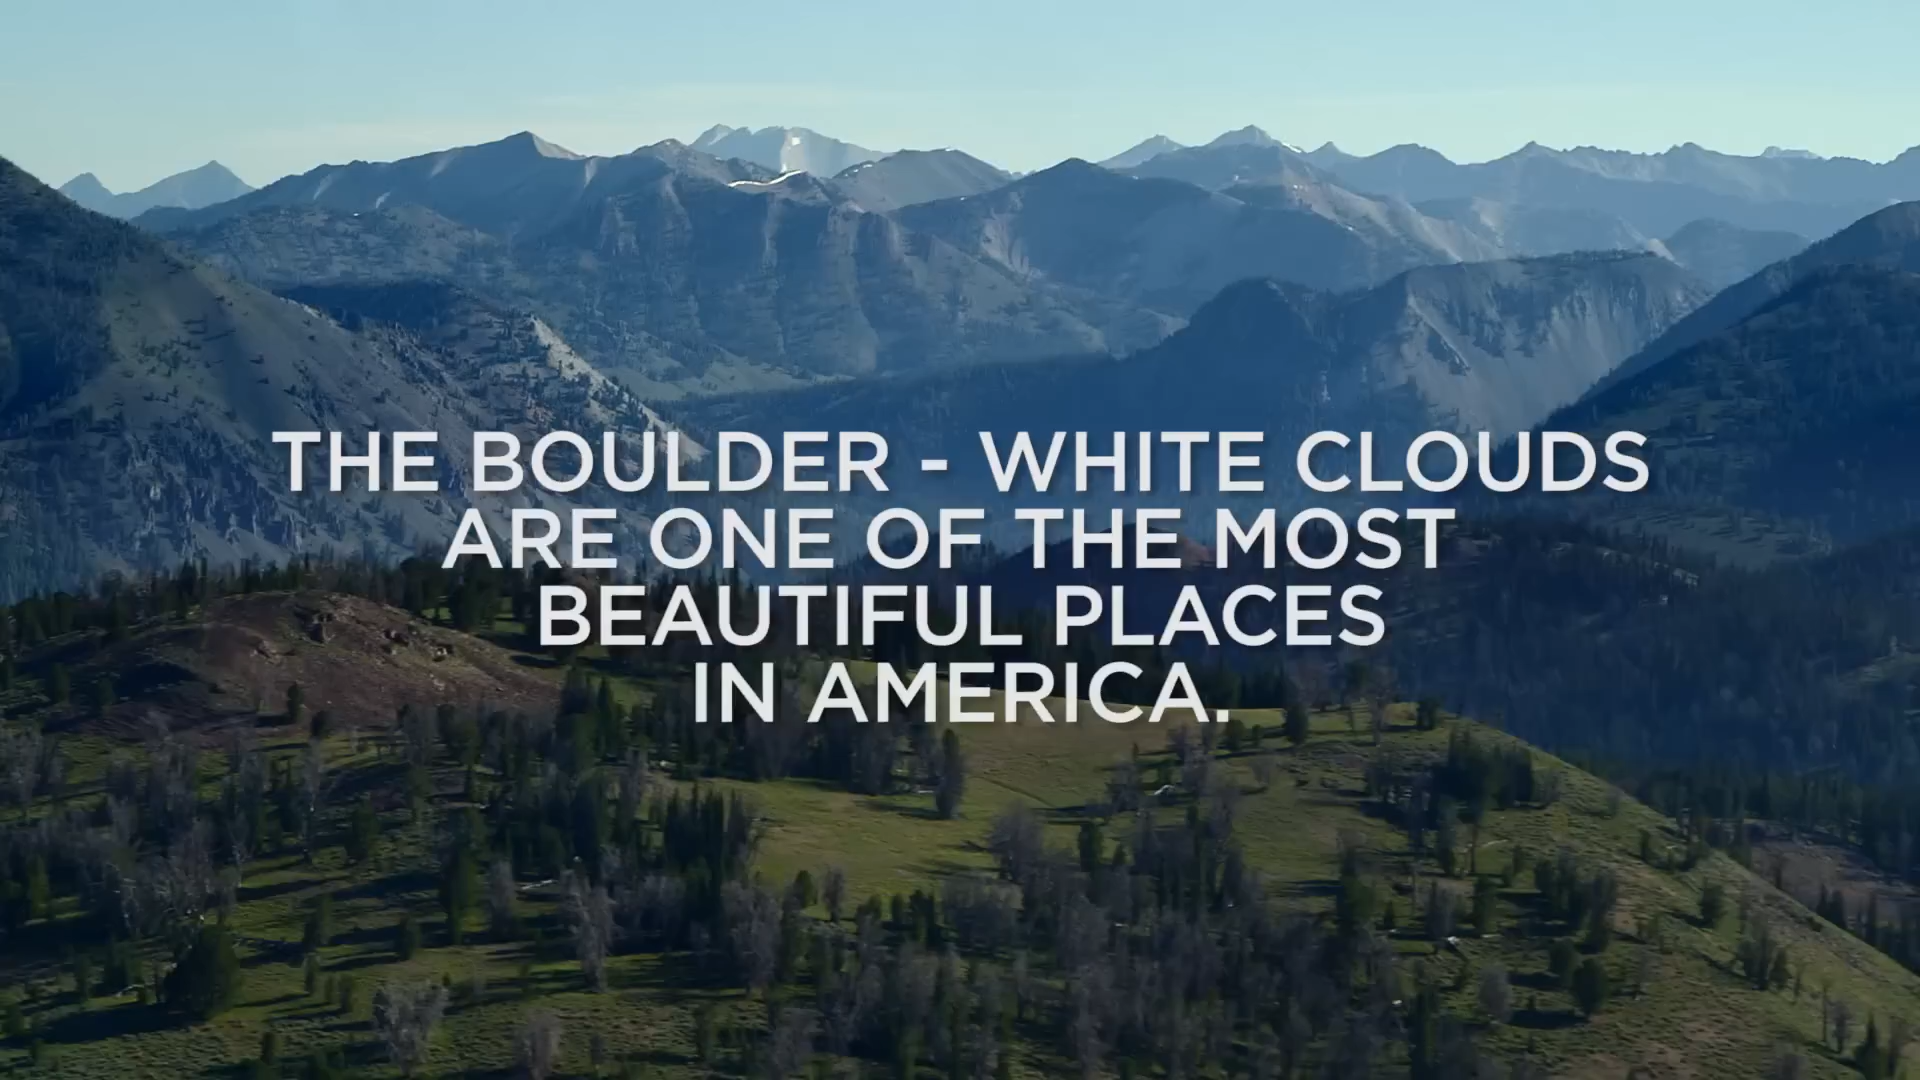 THE BOULDER - WHITE CLOUDS
ARE ONE OF THE MOST
BEAUTIFUL PLACES
IN AMERICA.